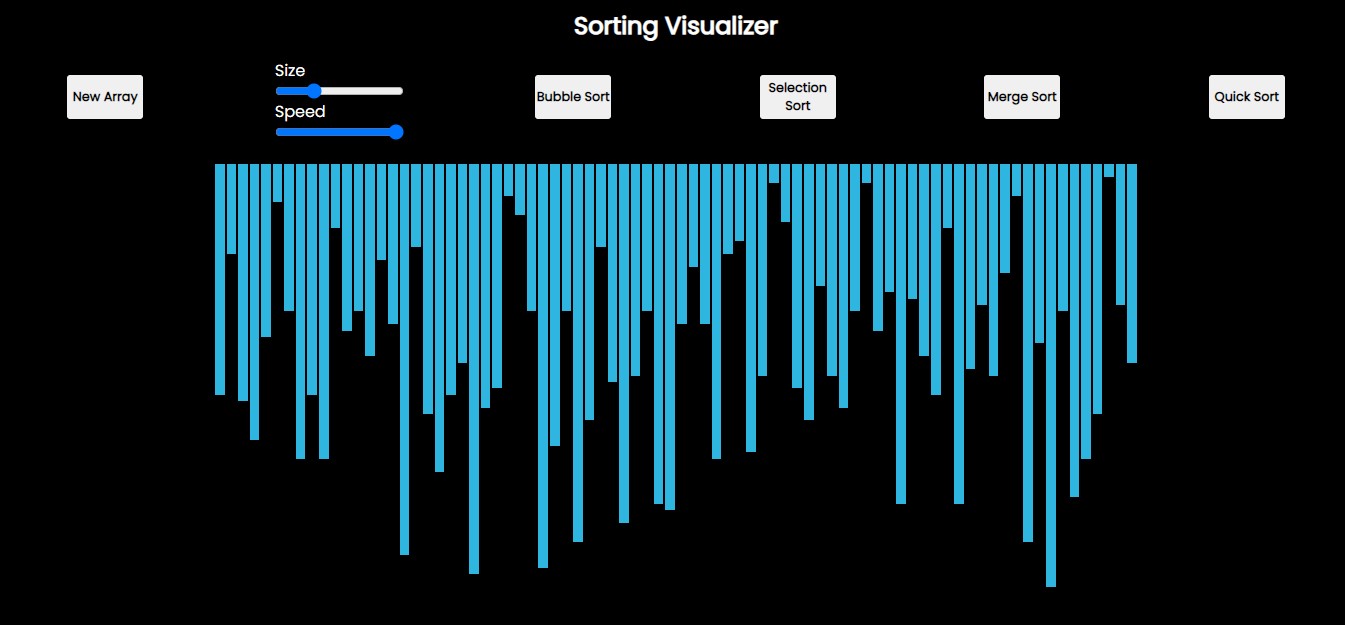 Sorting Visualizer
New Array
Size
Speed
Bubble Sort
Selection
Sort
Merge Sort
Quick Sort